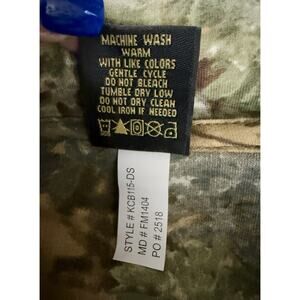 MACHINE WASH
WARM
WITH LIKE COLORS
GENTLE CYCLE
DO NOT BLEACH
TUMBLE DRY LOW
DO NOT DRY CLEAN
COOL IRON IF NEEDED
STYLE # KCB115-DS
MD # FM1404
PO # 2518